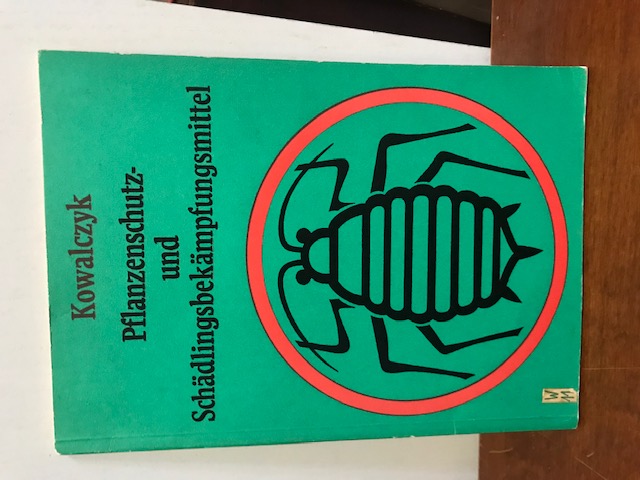 Kowalczyk
Pflanzenschutz-
und
Schädlingsbekämpfungsmittel
W
M